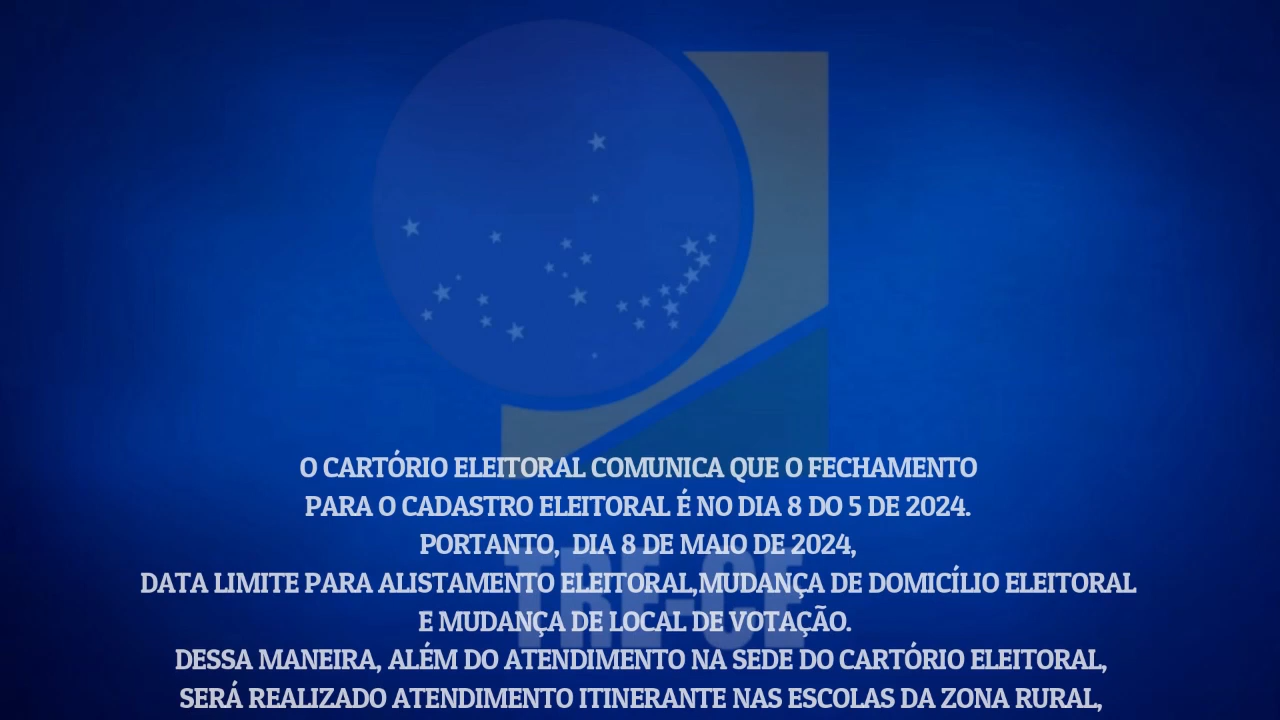 O CARTÓRIO ELEITORAL COMUNICA QUE O FECHAMENTO
PARA O CADASTRO ELEITORAL É NO DIA 8 DO 5 DE 2024.
PORTANTO,  DIA 8 DE MAIO DE 2024,
DATA LIMITE PARA ALISTAMENTO ELEITORAL,MUDANÇA DE DOMICÍLIO ELEITORAL
TRE-CE
E MUDANÇA DE LOCAL DE VOTAÇÃO.
DESSA MANEIRA, ALÉM DO ATENDIMENTO NA SEDE DO CARTÓRIO ELEITORAL,
SERÁ REALIZADO ATENDIMENTO ITINERANTE NAS ESCOLAS DA ZONA RURAL,